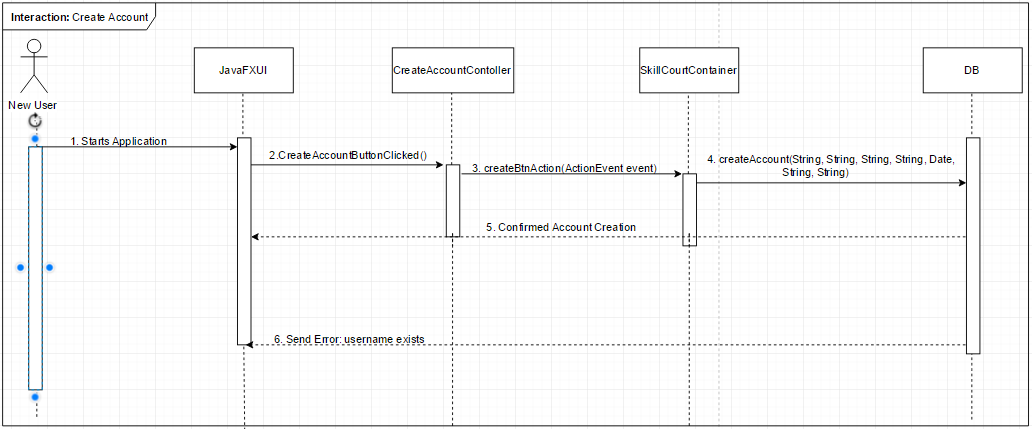 Interaction: Create Account
New User
JavaFXUI
CreateAccountContoller
SkillCourtContainer
DB
1. Starts Application
2.CreateAccountButtonClicked()
3. createBtnAction(ActionEvent event)
4. createAccount(String, String, String, String, Date,
String, String)
5. Confirmed Account Creation
6. Send Error: username exists